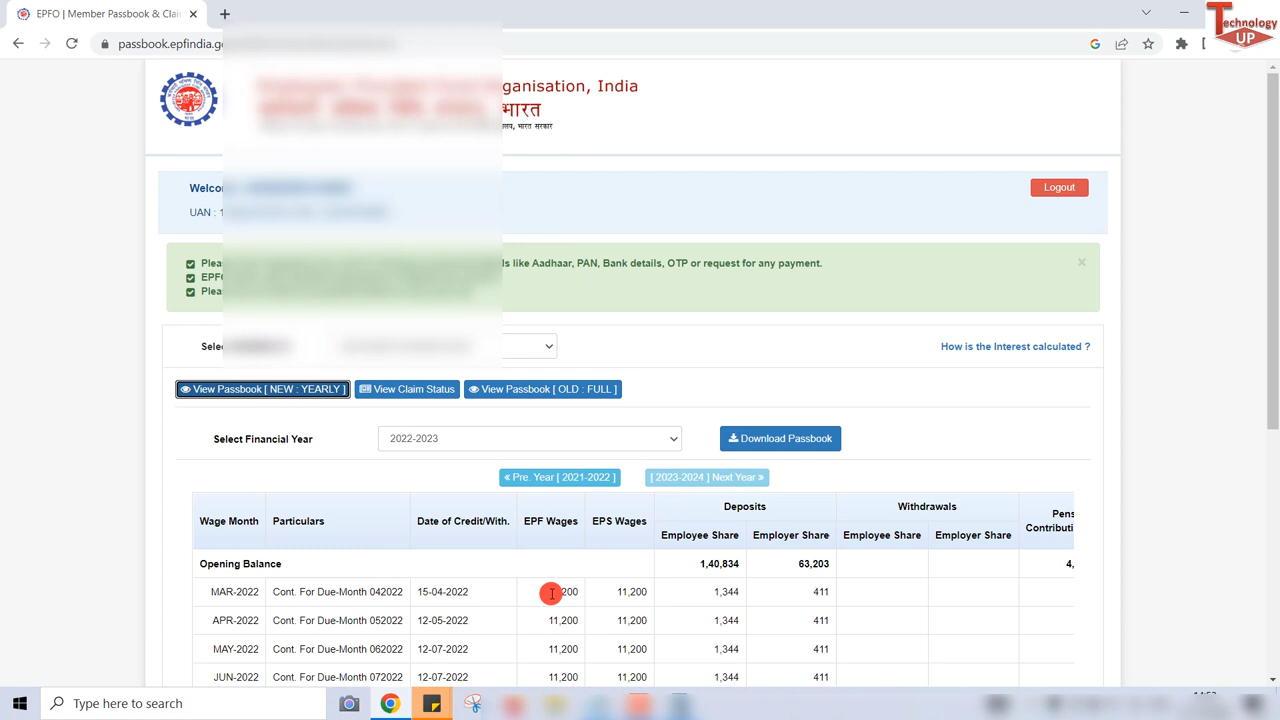 EPFO | Member Passbook & Clai
Technology
UP
passbook.epfindia.g
ganisation, India
भारत
भारत सरकार
UAN : 1
Logout
ls like Aadhaar, PAN, Bank details, OTP or request for any payment.
EPFO
How is the Interest calculated ?
View Passbook [ NEW : YEARLY ] View Claim Status View Passbook [ OLD : FULL ]
Select Financial Year 2022-2023 Download Passbook
« Pre. Year [ 2021-2022 ] [ 2023-2024 ] Next Year »
Deposits Withdrawals Pens
Wage Month Particulars Date of Credit/With. EPF Wages EPS Wages Contributi
Employee Share Employer Share Employee Share Employer Share
Opening Balance 1,40,834 63,203 4,
MAR-2022 Cont. For Due-Month 042022 15-04-2022 200 11,200 1,344 411
APR-2022 Cont. For Due-Month 052022 12-05-2022 11,200 11,200 1,344 411
MAY-2022 Cont. For Due-Month 062022 12-07-2022 11,200 11,200 1,344 411
JUN-2022 Cont. For Due-Month 072022 12-07-2022 11,200 11,200 1,344 411
Type here to search